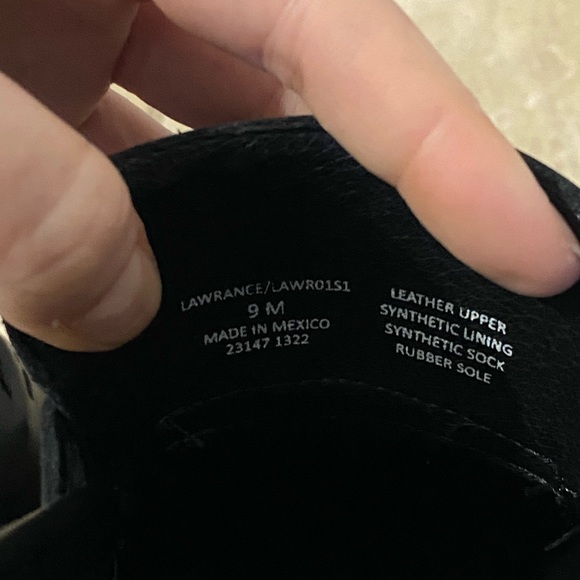 LAWRANCE/LAWR01S1
9 M
MADE IN MEXICO
23147 1322
LEATHER UPPER
SYNTHETIC LINING
SYNTHETIC SOCK
RUBBER SOLE